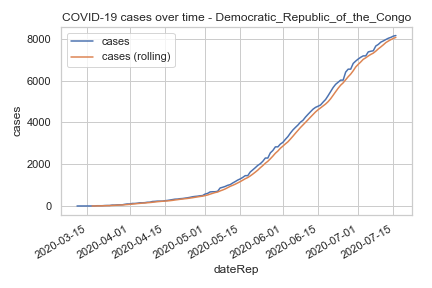 COVID-19 cases over time - Democratic_Republic_of_the_Congo
cases
cases (rolling)
8000
6000
4000
2000
0
cases
2020-03-15
2020-04-01
2020-04-15
2020-05-01
2020-05-15
2020-06-01
2020-06-15
2020-07-01
2020-07-15
dateRep